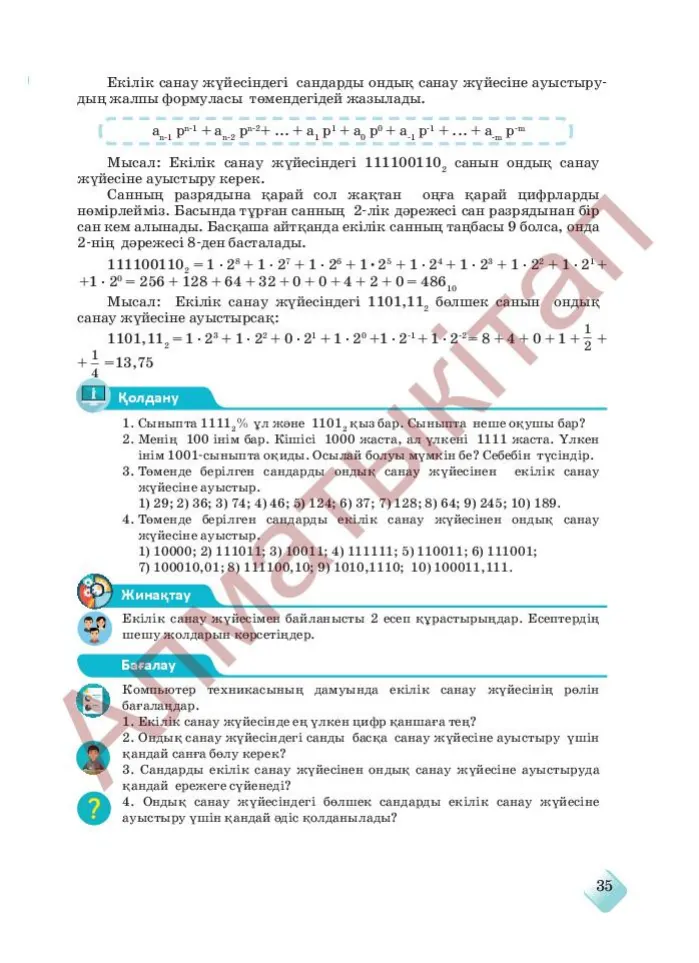 Екілік санау жүйесіндегі сандарды ондық санау жүйесіне ауыстыру-
дың жалпы формуласы төмендегідей жазылады.
aₙ₋₁ pⁿ⁻¹ + aₙ₋₂ pⁿ⁻² + ... + a₁ p¹ + a₀ p⁰ + a₋₁ p⁻¹ + ... + a₋ₘ p⁻ᵐ
Мысал: Екілік санау жүйесіндегі 111100110₂ санын ондық санау
жүйесіне ауыстыру керек.
Санның разрядына қарай сол жақтан оңға қарай цифрларды
нөмірлейміз. Басында тұрған санның 2-лік дәрежесі сан разрядынан бір
сан кем алынады. Басқаша айтқанда екілік санның таңбасы 9 болса, онда
2-нің дәрежесі 8-ден басталады.
111100110₂ = 1 · 2⁸ + 1 · 2⁷ + 1 · 2⁶ + 1 · 2⁵ + 1 · 2⁴ + 1 · 2³ + 1 · 2² + 1 · 2¹ +
+1 · 2⁰ = 256 + 128 + 64 + 32 + 0 + 0 + 4 + 2 + 0 = 486₁₀
Мысал: Екілік санау жүйесіндегі 1101,11₂ бөлшек санын ондық
санау жүйесіне ауыстырсақ:
1101,11₂ = 1 · 2³ + 1 · 2² + 0 · 2¹ + 1 · 2⁰ +1 · 2⁻¹ + 1 · 2⁻² = 8 + 4 + 0 + 1 + 1/2 +
+ 1/4 =13,75
Қолдану
1. Сыныпта 1111₂% ұл және 1101₂ қыз бар. Сыныпта неше оқушы бар?
2. Менің 100 інім бар. Кішісі 1000 жаста, ал үлкені 1111 жаста. Үлкен
інім 1001-сыныпта оқиды. Осылай болуы мүмкін бе? Себебін түсіндір.
3. Төменде берілген сандарды ондық санау жүйесінен екілік санау
жүйесіне ауыстыр.
1) 29; 2) 36; 3) 74; 4) 46; 5) 124; 6) 37; 7) 128; 8) 64; 9) 245; 10) 189.
4. Төменде берілген сандарды екілік санау жүйесінен ондық санау
жүйесіне ауыстыр.
1) 10000; 2) 111011; 3) 10011; 4) 111111; 5) 110011; 6) 111001;
7) 100010,01; 8) 111100,10; 9) 1010,1110; 10) 100011,111.
Жинақтау
Екілік санау жүйесімен байланысты 2 есеп құрастырыңдар. Есептердің
шешу жолдарын көрсетіңдер.
Бағалау
Компьютер техникасының дамуында екілік санау жүйесінің рөлін
бағалаңдар.
1. Екілік санау жүйесінде ең үлкен цифр қаншаға тең?
2. Ондық санау жүйесіндегі санды басқа санау жүйесіне ауыстыру үшін
қандай санға бөлу керек?
3. Сандарды екілік санау жүйесінен ондық санау жүйесіне ауыстыруда
қандай ережеге сүйенеді?
?
4. Ондық санау жүйесіндегі бөлшек сандарды екілік санау жүйесіне
ауыстыру үшін қандай әдіс қолданылады?
35
Алматыкітап